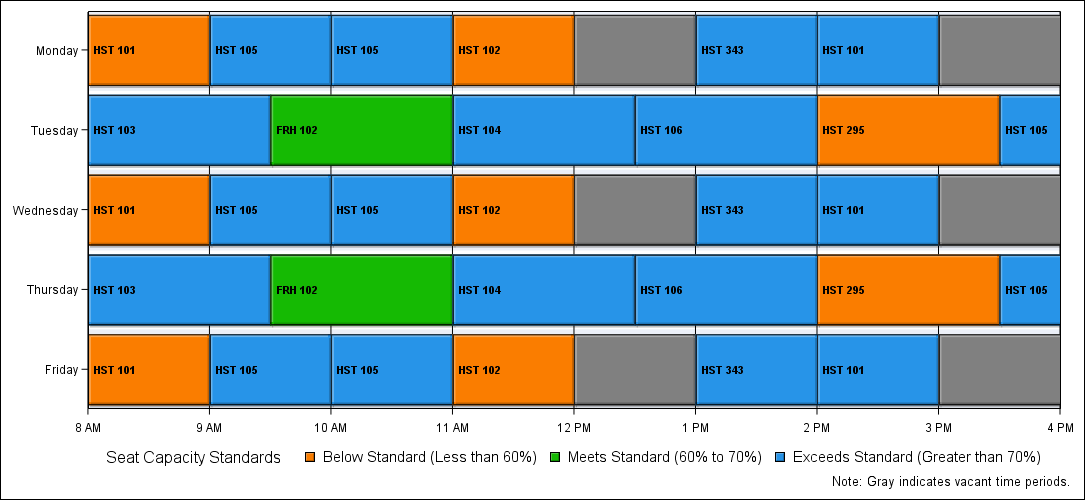 Monday HST 101 HST 105 HST 105 HST 102 HST 343 HST 101
Tuesday HST 103 FRH 102 HST 104 HST 106 HST 295 HST 105
Wednesday HST 101 HST 105 HST 105 HST 102 HST 343 HST 101
Thursday HST 103 FRH 102 HST 104 HST 106 HST 295 HST 105
Friday HST 101 HST 105 HST 105 HST 102 HST 343 HST 101
8 AM 9 AM 10 AM 11 AM 12 PM 1 PM 2 PM 3 PM 4 PM
Seat Capacity Standards Below Standard (Less than 60%) Meets Standard (60% to 70%) Exceeds Standard (Greater than 70%)
Note: Gray indicates vacant time periods.